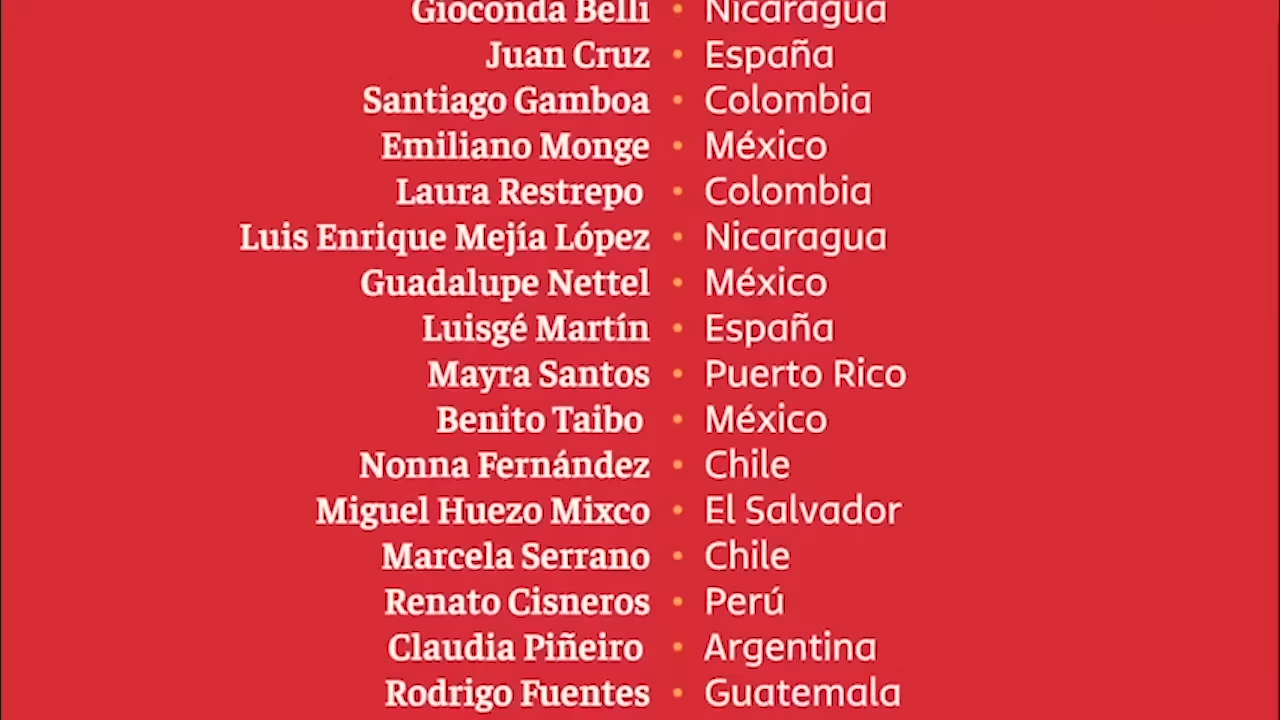 Gioconda Belli • Nicaragua
Juan Cruz • España
Santiago Gamboa • Colombia
Emiliano Monge • México
Laura Restrepo • Colombia
Luis Enrique Mejía López • Nicaragua
Guadalupe Nettel • México
Luisgé Martín • España
Mayra Santos • Puerto Rico
Benito Taibo • México
Nonna Fernández • Chile
Miguel Huezo Mixco • El Salvador
Marcela Serrano • Chile
Renato Cisneros • Perú
Claudia Piñeiro • Argentina
Rodrigo Fuentes • Guatemala